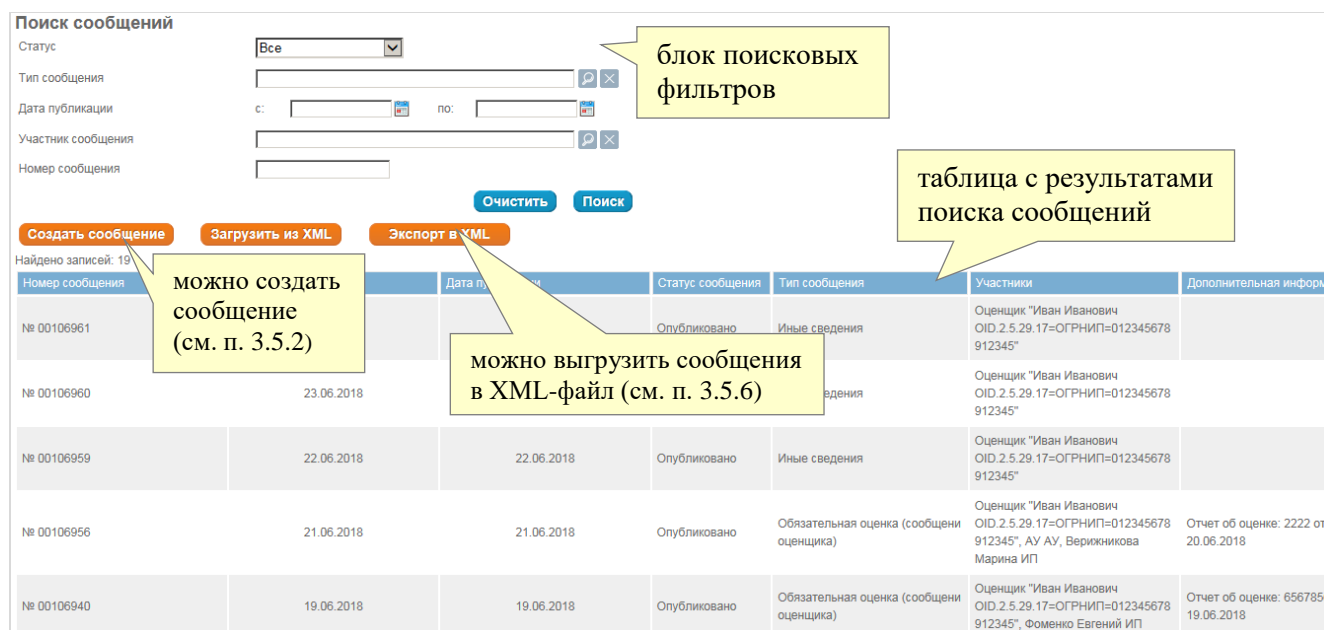 Поиск сообщений
Статус
Все
блок поисковых
фильтров
Тип сообщения
Дата публикации
с:
по:
Участник сообщения
Номер сообщения
таблица с результатами
поиска сообщений
Очистить
Поиск
Создать сообщение
Загрузить из XML
Экспорт в XML
Найдено записей: 19
Номер сообщения
Дата
Статус сообщения
Тип сообщения
Участники
Дополнительная информ
можно создать
сообщение
(см. п. 3.5.2)
можно выгрузить сообщения
в XML-файл (см. п. 3.5.6)
№ 00106961
Опубликовано
Иные сведения
Оценщик "Иван Иванович
OID.2.5.29.17=ОГРНИП=012345678
912345"
№ 00106960
23.06.2018
Оценщик "Иван Иванович
OID.2.5.29.17=ОГРНИП=012345678
912345"
№ 00106959
22.06.2018
22.06.2018
Опубликовано
Иные сведения
Оценщик "Иван Иванович
OID.2.5.29.17=ОГРНИП=012345678
912345"
№ 00106956
21.06.2018
21.06.2018
Опубликовано
Обязательная оценка (сообщени
оценщика)
Оценщик "Иван Иванович
OID.2.5.29.17=ОГРНИП=012345678
912345", АУ АУ, Верижникова
Марина ИП
Отчет об оценке: 2222 от
20.06.2018
№ 00106940
19.06.2018
19.06.2018
Опубликовано
Обязательная оценка (сообщени
оценщика)
Оценщик "Иван Иванович
OID.2.5.29.17=ОГРНИП=012345678
912345", Фоменко Евгений ИП
Отчет об оценке: 656785
19.06.2018